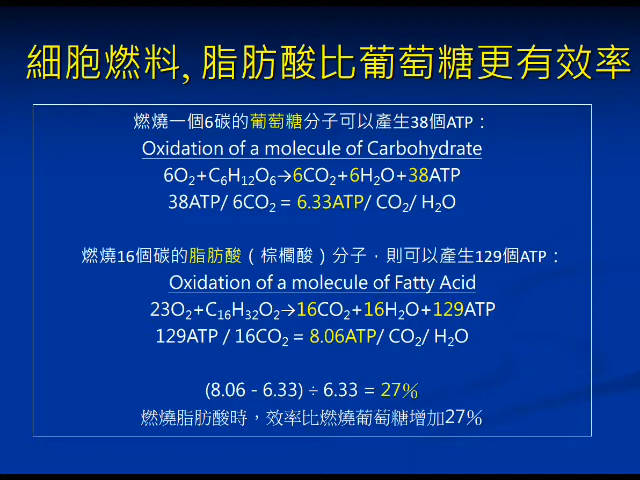 細胞燃料, 脂肪酸比葡萄糖更有效率
燃燒一個6碳的葡萄糖分子可以產生38個ATP：
Oxidation of a molecule of Carbohydrate
6O₂+C₆H₁₂O₆→6CO₂+6H₂O+38ATP
38ATP/ 6CO₂ = 6.33ATP/ CO₂/ H₂O
燃燒16個碳的脂肪酸（棕櫚酸）分子，則可以產生129個ATP：
Oxidation of a molecule of Fatty Acid
23O₂+C₁₆H₃₂O₂→16CO₂+16H₂O+129ATP
129ATP / 16CO₂ = 8.06ATP/ CO₂/ H₂O
(8.06 - 6.33) ÷ 6.33 = 27％
燃燒脂肪酸時，效率比燃燒葡萄糖增加27％